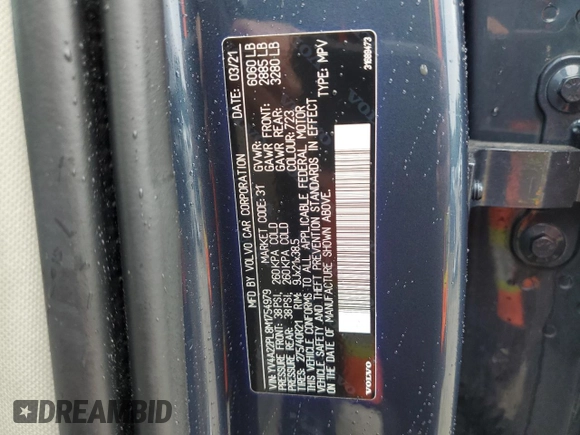 MFD BY VOLVO CAR CORPORATION DATE: 03/21
VIN: YV4A22PL8M1754979 GVWR: 6060 LB
MARKET CODE: 31 GAWR FRONT: 2885 LB
GAWR REAR: 3280 LB
PRESSURE FRONT: 38PSI, 260KPA COLD
PRESSURE REAR: 38PSI, 260KPA COLD COLOUR: 723
TIRES: 275/40R21 RIM: 9Jx21x38.5 TYPE: MPV
THIS VEHICLE CONFORMS TO ALL APPLICABLE FEDERAL MOTOR
VEHICLE SAFETY AND THEFT PREVENTION STANDARDS IN EFFECT
ON THE DATE OF MANUFACTURE SHOWN ABOVE.
VOLVO
31699473
DREAMBID